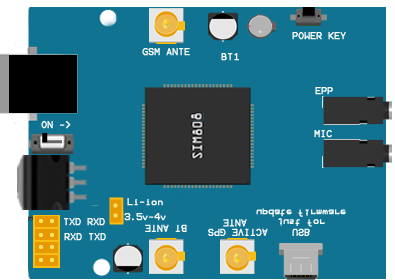 GSM ANTE
BT1
POWER KEY
EPP
MIC
ON ->
SIM808
Li-ion
3.5v-4v
TXD RXD
RXD TXD
BT ANTE
ACTIVE GPS
ANTE
USB
Just for
update firmware